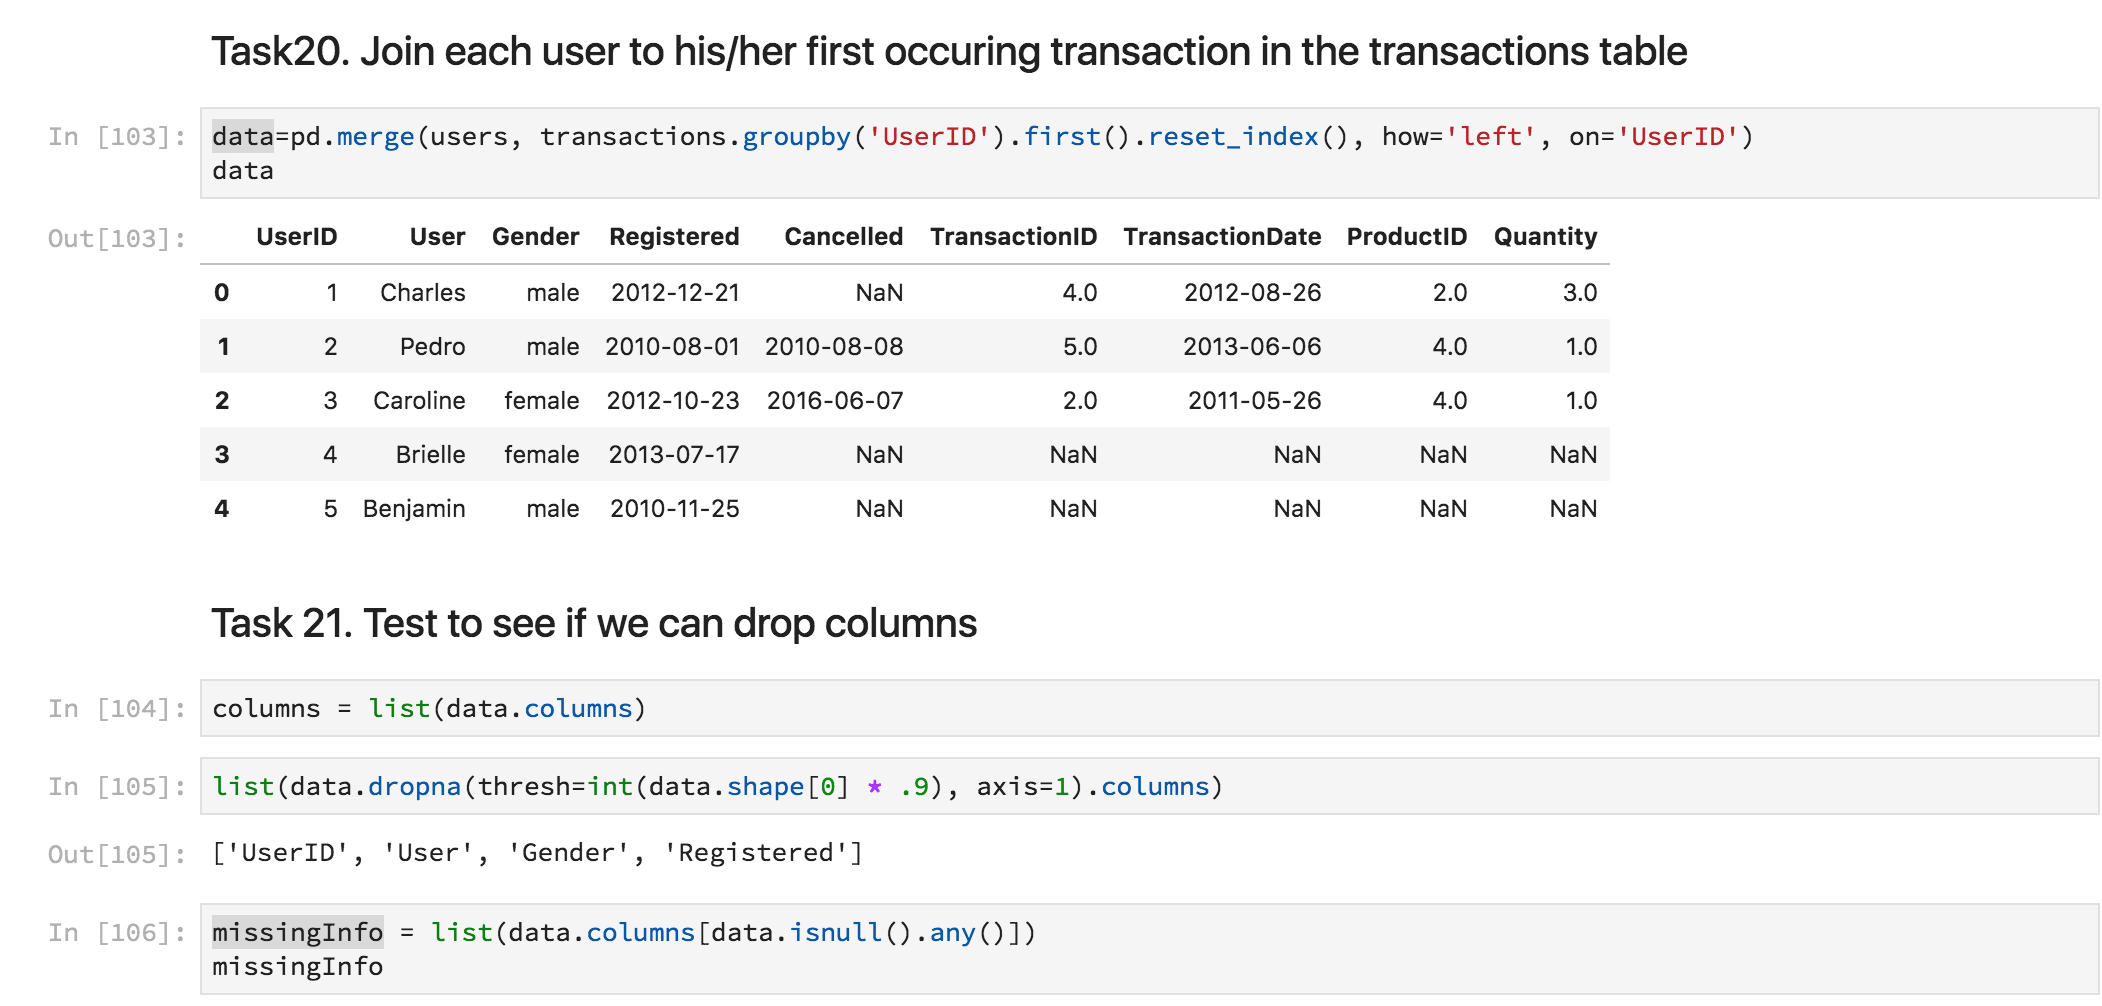 Task20. Join each user to his/her first occuring transaction in the transactions table
In [103]: data=pd.merge(users, transactions.groupby('UserID').first().reset_index(), how='left', on='UserID')
data
Out[103]:
UserID User Gender Registered Cancelled TransactionID TransactionDate ProductID Quantity
0 1 Charles male 2012-12-21 NaN 4.0 2012-08-26 2.0 3.0
1 2 Pedro male 2010-08-01 2010-08-08 5.0 2013-06-06 4.0 1.0
2 3 Caroline female 2012-10-23 2016-06-07 2.0 2011-05-26 4.0 1.0
3 4 Brielle female 2013-07-17 NaN NaN NaN NaN NaN
4 5 Benjamin male 2010-11-25 NaN NaN NaN NaN NaN
Task 21. Test to see if we can drop columns
In [104]: columns = list(data.columns)
In [105]: list(data.dropna(thresh=int(data.shape[0] * .9), axis=1).columns)
Out[105]: ['UserID', 'User', 'Gender', 'Registered']
In [106]: missingInfo = list(data.columns[data.isnull().any()])
missingInfo